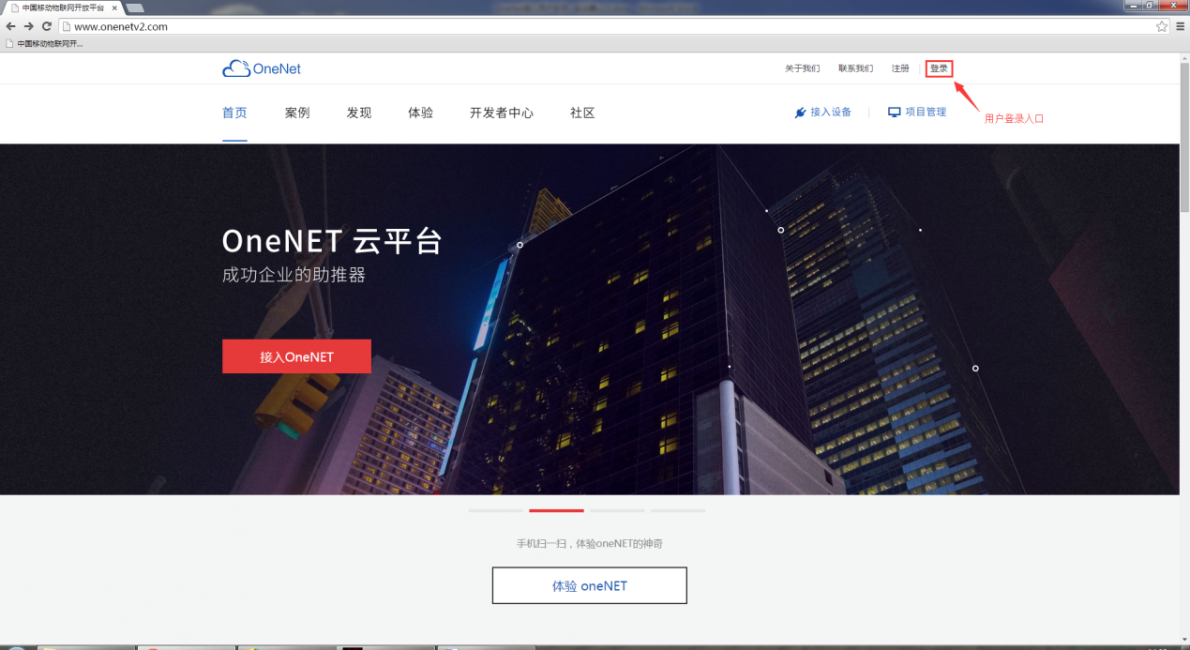 中国移动物联网开放平台
www.onenetv2.com
中国移动物联网开...
OneNet
关于我们 联系我们 注册 登录
首页 案例 发现 体验 开发者中心 社区
接入设备 项目管理
用户登录入口
OneNET 云平台
成功企业的助推器
接入OneNET
手机扫一扫，体验oneNET的神奇
体验 oneNET